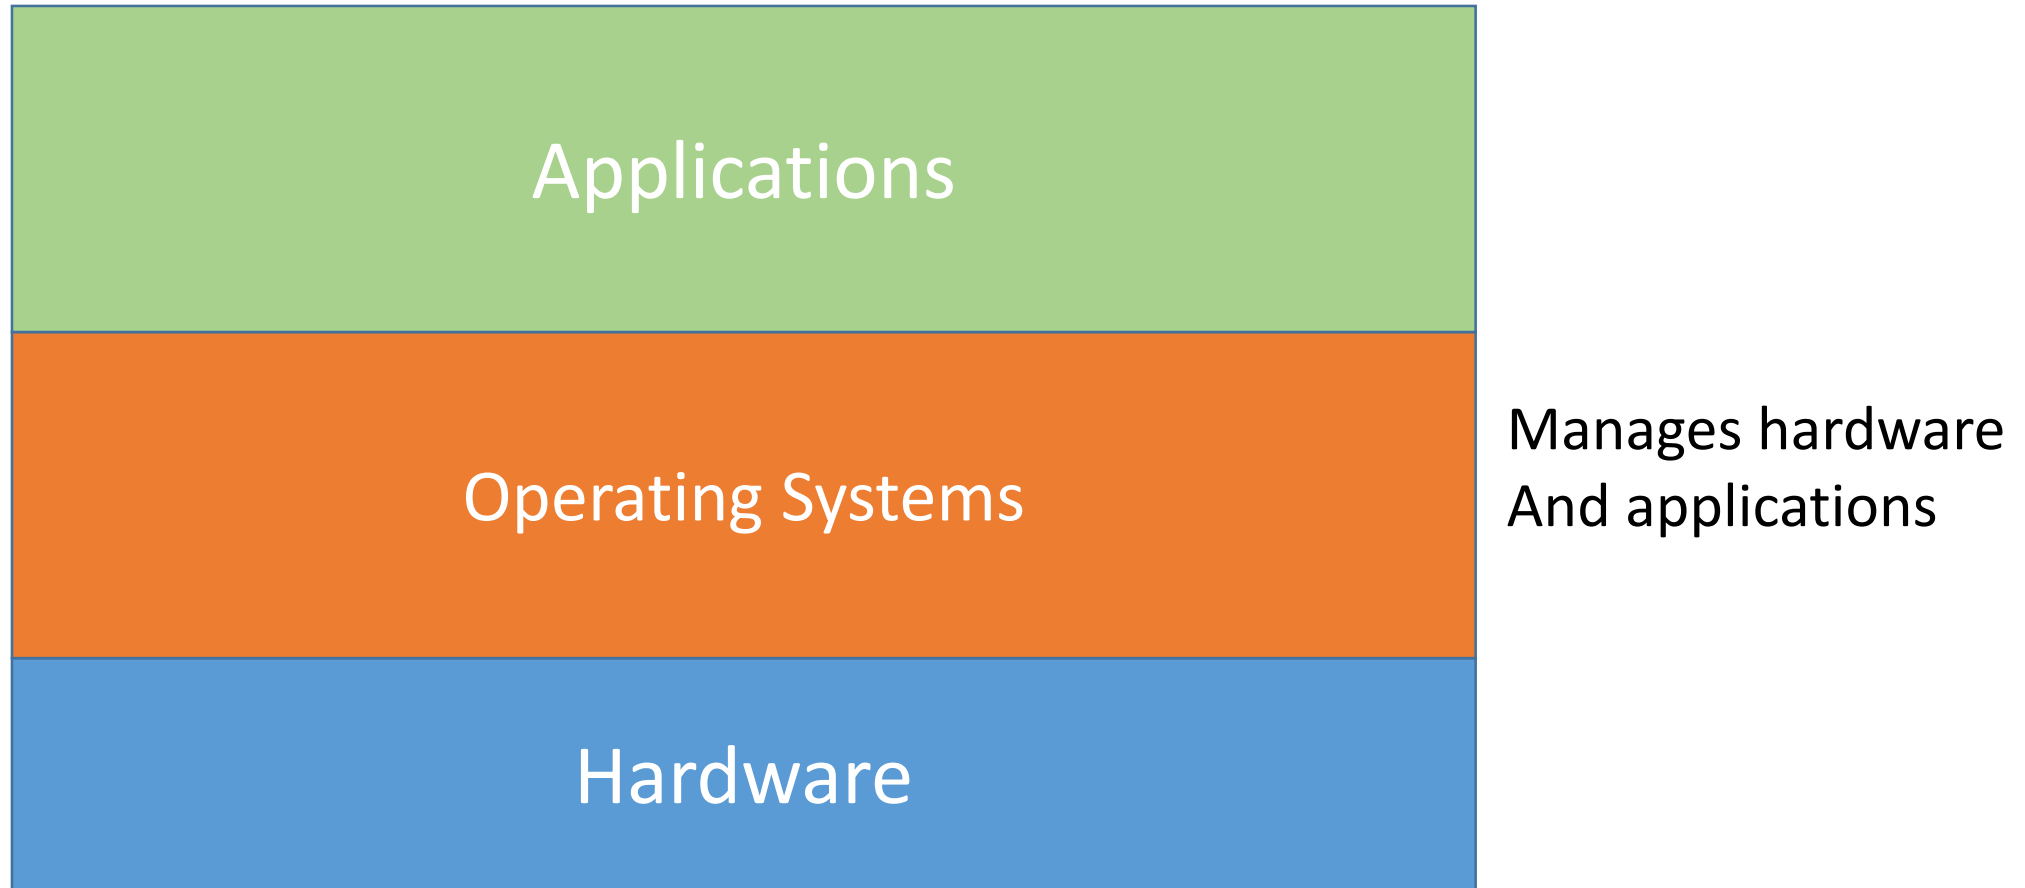 Applications
Operating Systems
Manages hardware
And applications
Hardware